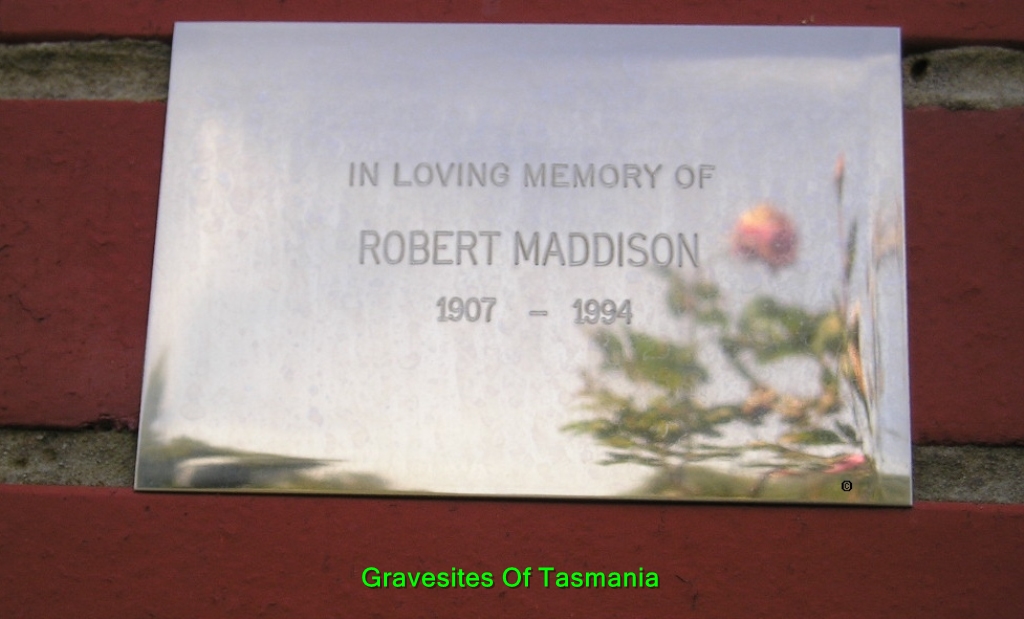 IN LOVING MEMORY OF
ROBERT MADDISON
1907 – 1994
©
Gravesites Of Tasmania